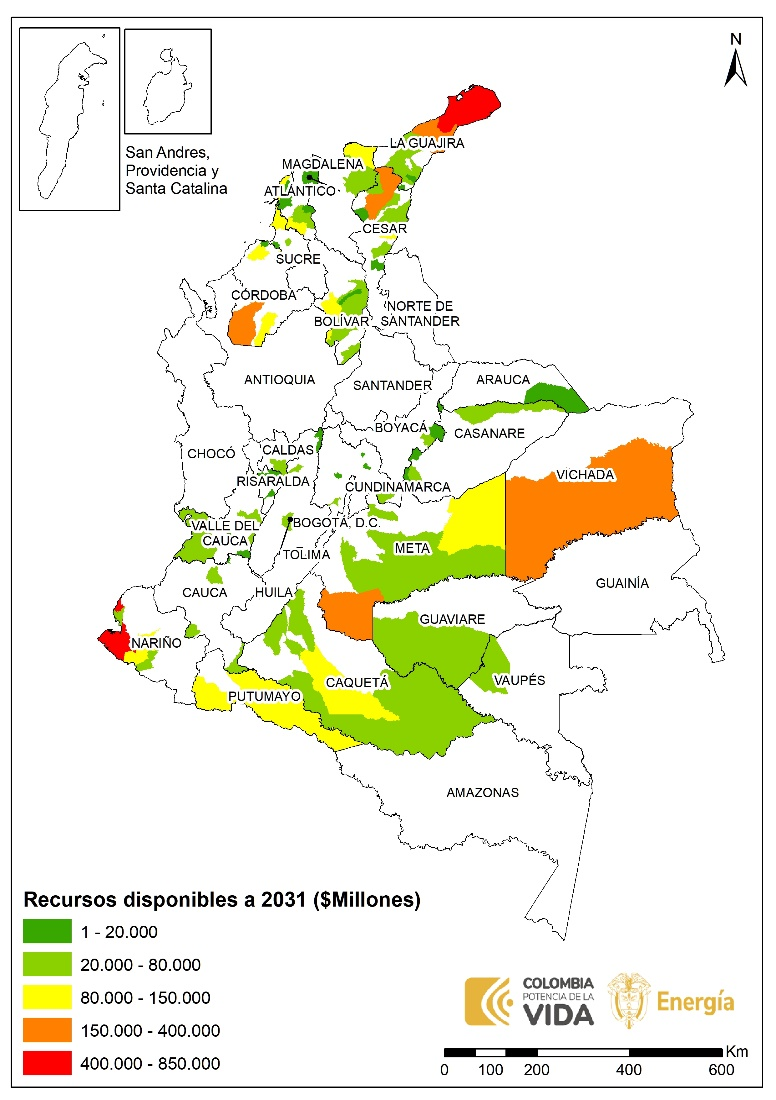 N
San Andres,
Providencia y
Santa Catalina
LA GUAJIRA
MAGDALENA
ATLÁNTICO
CESAR
SUCRE
CÓRDOBA
BOLÍVAR
NORTE DE
SANTANDER
ANTIOQUIA
SANTANDER
ARAUCA
BOYACÁ
CASANARE
CHOCÓ
CALDAS
RISARALDA
CUNDINAMARCA
VICHADA
VALLE DEL
CAUCA
BOGOTÁ, D.C.
TOLIMA
META
CAUCA
HUILA
GUAINÍA
GUAVIARE
NARIÑO
CAQUETÁ
VAUPÉS
PUTUMAYO
AMAZONAS
Recursos disponibles a 2031 ($Millones)
1 - 20.000
20.000 - 80.000
80.000 - 150.000
150.000 - 400.000
400.000 - 850.000
COLOMBIA
POTENCIA DE LA
VIDA
Energía
Km
0 100 200 400 600